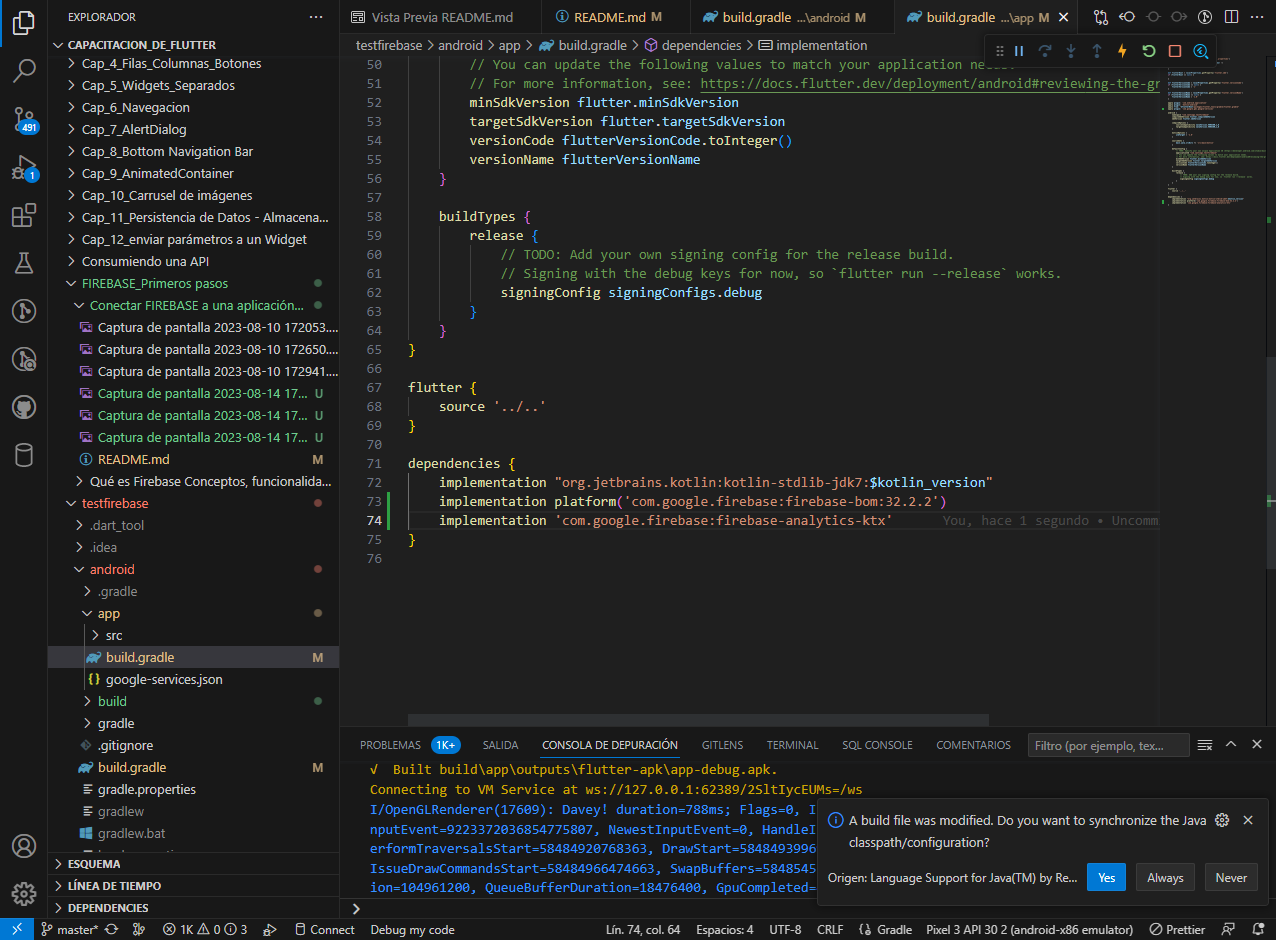 EXPLORADOR
CAPACITACION_DE_FLUTTER
Cap_4_Filas_Columnas_Botones
Cap_5_Widgets_Separados
Cap_6_Navegacion
Cap_7_AlertDialog
Cap_8_Bottom Navigation Bar
Cap_9_AnimatedContainer
Cap_10_Carrusel de imágenes
Cap_11_Persistencia de Datos - Almacena...
Cap_12_enviar parámetros a un Widget
Consumiendo una API
FIREBASE_Primeros pasos
Conectar FIREBASE a una aplicación...
Captura de pantalla 2023-08-10 172053....
Captura de pantalla 2023-08-10 172650....
Captura de pantalla 2023-08-10 172941....
Captura de pantalla 2023-08-14 17... U
Captura de pantalla 2023-08-14 17... U
Captura de pantalla 2023-08-14 17... U
README.md M
Qué es Firebase Conceptos, funcionalida...
testfirebase
.dart_tool
.idea
android
.gradle
app
src
build.gradle M
google-services.json
build
gradle
.gitignore
build.gradle M
gradle.properties
gradlew
gradlew.bat
ESQUEMA
LÍNEA DE TIEMPO
DEPENDENCIES
491
1
Vista Previa README.md
README.md M
build.gradle ...\android M
build.gradle ...\app M
testfirebase > android > app > build.gradle > dependencies > implementation
50 // You can update the following values to match your application needs.
51 // For more information, see: https://docs.flutter.dev/deployment/android#reviewing-the-gr
52 minSdkVersion flutter.minSdkVersion
53 targetSdkVersion flutter.targetSdkVersion
54 versionCode flutterVersionCode.toInteger()
55 versionName flutterVersionName
56 }
57
58 buildTypes {
59 release {
60 // TODO: Add your own signing config for the release build.
61 // Signing with the debug keys for now, so `flutter run --release` works.
62 signingConfig signingConfigs.debug
63 }
64 }
65 }
66
67 flutter {
68 source '../..'
69 }
70
71 dependencies {
72 implementation "org.jetbrains.kotlin:kotlin-stdlib-jdk7:$kotlin_version"
73 implementation platform('com.google.firebase:firebase-bom:32.2.2')
74 implementation 'com.google.firebase:firebase-analytics-ktx' You, hace 1 segundo • Uncomm
75 }
76
PROBLEMAS 1K+ SALIDA CONSOLA DE DEPURACIÓN GITLENS TERMINAL SQL CONSOLE COMENTARIOS Filtro (por ejemplo, tex...
√ Built build\app\outputs\flutter-apk\app-debug.apk.
Connecting to VM Service at ws://127.0.0.1:62389/2SltIycEUMs=/ws
I/OpenGLRenderer(17609): Davey! duration=788ms; Flags=0, I
nputEvent=9223372036854775807, NewestInputEvent=0, HandleI
erformTraversalsStart=58484920768363, DrawStart=5848493996
IssueDrawCommandsStart=58484966474663, SwapBuffers=5848545
ion=104961200, QueueBufferDuration=18476400, GpuCompleted=
A build file was modified. Do you want to synchronize the Java
classpath/configuration?
Origen: Language Support for Java(TM) by Re... Yes Always Never
master* 1K 0 3 Connect Debug my code Lín. 74, col. 64 Espacios: 4 UTF-8 CRLF Gradle Pixel 3 API 30 2 (android-x86 emulator) Prettier